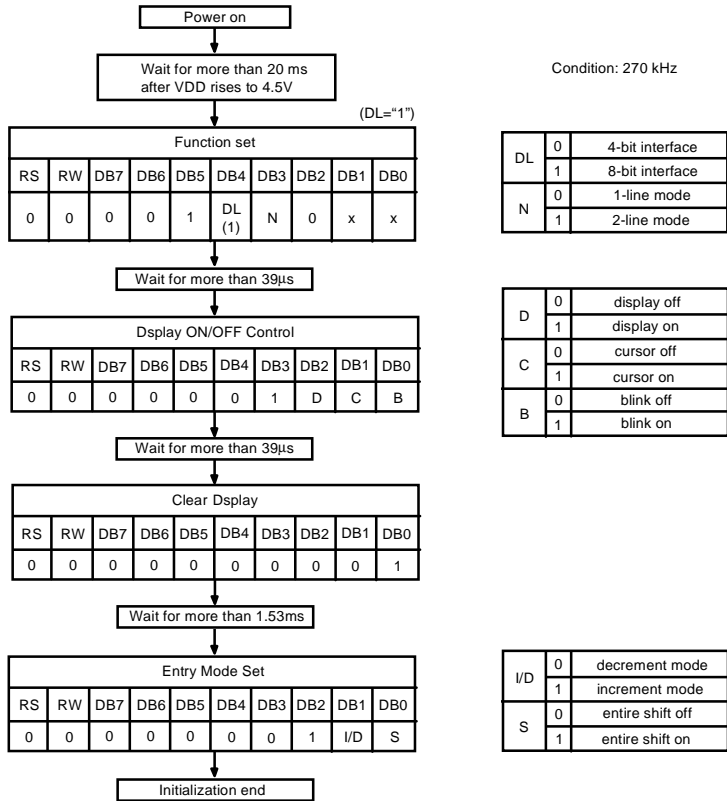 Power on
Wait for more than 20 ms
after VDD rises to 4.5V
Condition: 270 kHz
(DL="1")
Function set
RS RW DB7 DB6 DB5 DB4 DB3 DB2 DB1 DB0
0 0 0 0 1 DL (1) N 0 x x
DL 0 4-bit interface
1 8-bit interface
N 0 1-line mode
1 2-line mode
Wait for more than 39μs
Dsplay ON/OFF Control
RS RW DB7 DB6 DB5 DB4 DB3 DB2 DB1 DB0
0 0 0 0 0 0 1 D C B
D 0 display off
1 display on
C 0 cursor off
1 cursor on
B 0 blink off
1 blink on
Wait for more than 39μs
Clear Dsplay
RS RW DB7 DB6 DB5 DB4 DB3 DB2 DB1 DB0
0 0 0 0 0 0 0 0 0 1
Wait for more than 1.53ms
Entry Mode Set
RS RW DB7 DB6 DB5 DB4 DB3 DB2 DB1 DB0
0 0 0 0 0 0 0 1 I/D S
I/D 0 decrement mode
1 increment mode
S 0 entire shift off
1 entire shift on
Initialization end